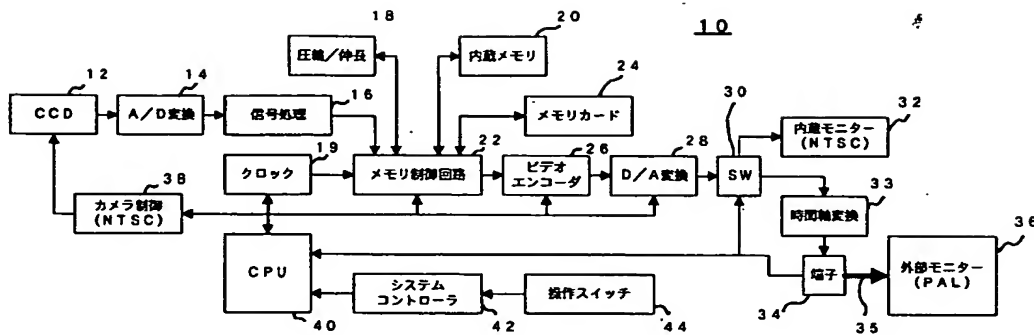 10
18
圧縮／伸長
20
内蔵メモリ
24
メモリカード
12
CCD
14
A／D変換
16
信号処理
30
SW
32
内蔵モニター
(NTSC)
19
クロック
22
メモリ制御回路
26
ビデオ
エンコーダ
28
D／A変換
38
カメラ制御
(NTSC)
33
時間軸変換
36
外部モニター
(PAL)
CPU
40
システム
コントローラ
42
操作スイッチ
44
端子
34
35